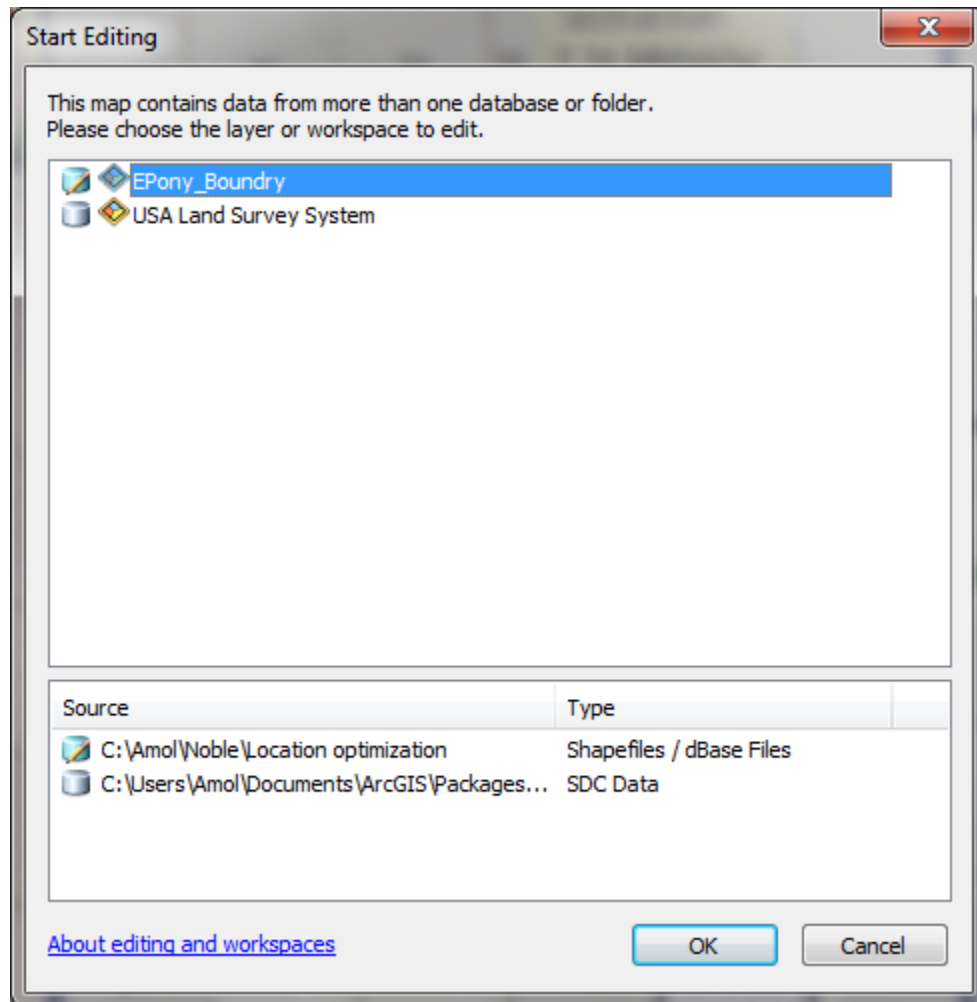 Start Editing
This map contains data from more than one database or folder.
Please choose the layer or workspace to edit.
EPony_Boundry
USA Land Survey System
Source Type
C:\Amol\Noble\Location optimization Shapefiles / dBase Files
C:\Users\Amol\Documents\ArcGIS\Packages... SDC Data
About editing and workspaces OK Cancel